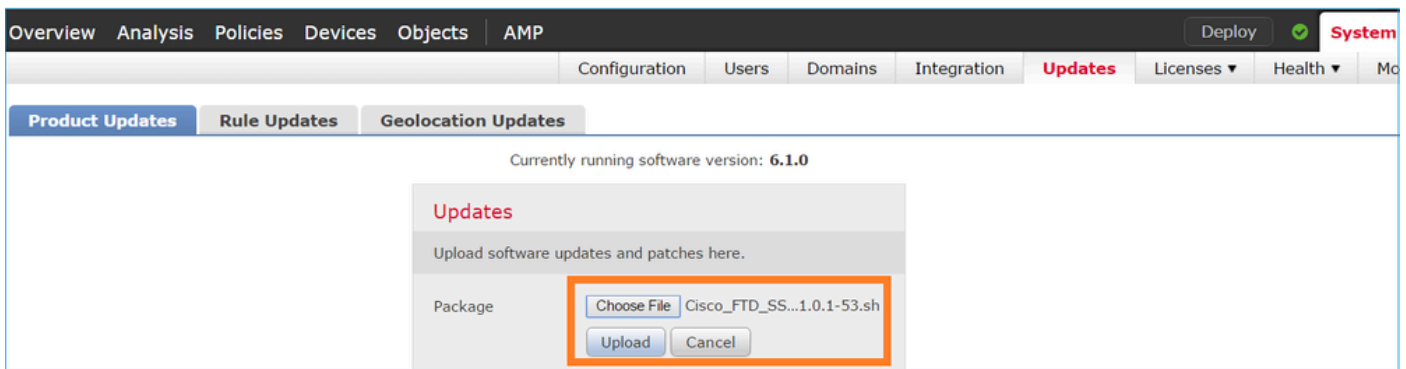 Overview Analysis Policies Devices Objects AMP Deploy System
Configuration Users Domains Integration Updates Licenses ▼ Health ▼ Mo
Product Updates Rule Updates Geolocation Updates
Currently running software version: 6.1.0
Updates
Upload software updates and patches here.
Package Choose File Cisco_FTD_SS...1.0.1-53.sh
Upload Cancel